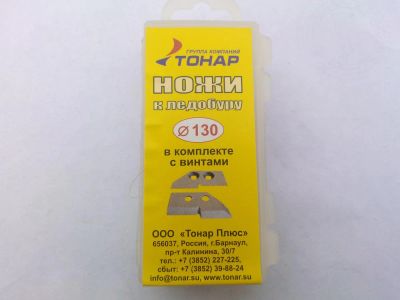 ГРУППА КОМПАНИЙ
ТОНАР
НОЖИ
к ледобуру
⌀ 130
в комплекте
с винтами
ООО «Тонар Плюс»
656037, Россия, г.Барнаул,
пр-т Калинина, 30/7
тел.: +7 (3852) 227-225,
сбыт: +7 (3852) 39-88-24
info@tonar.su, www.tonar.su